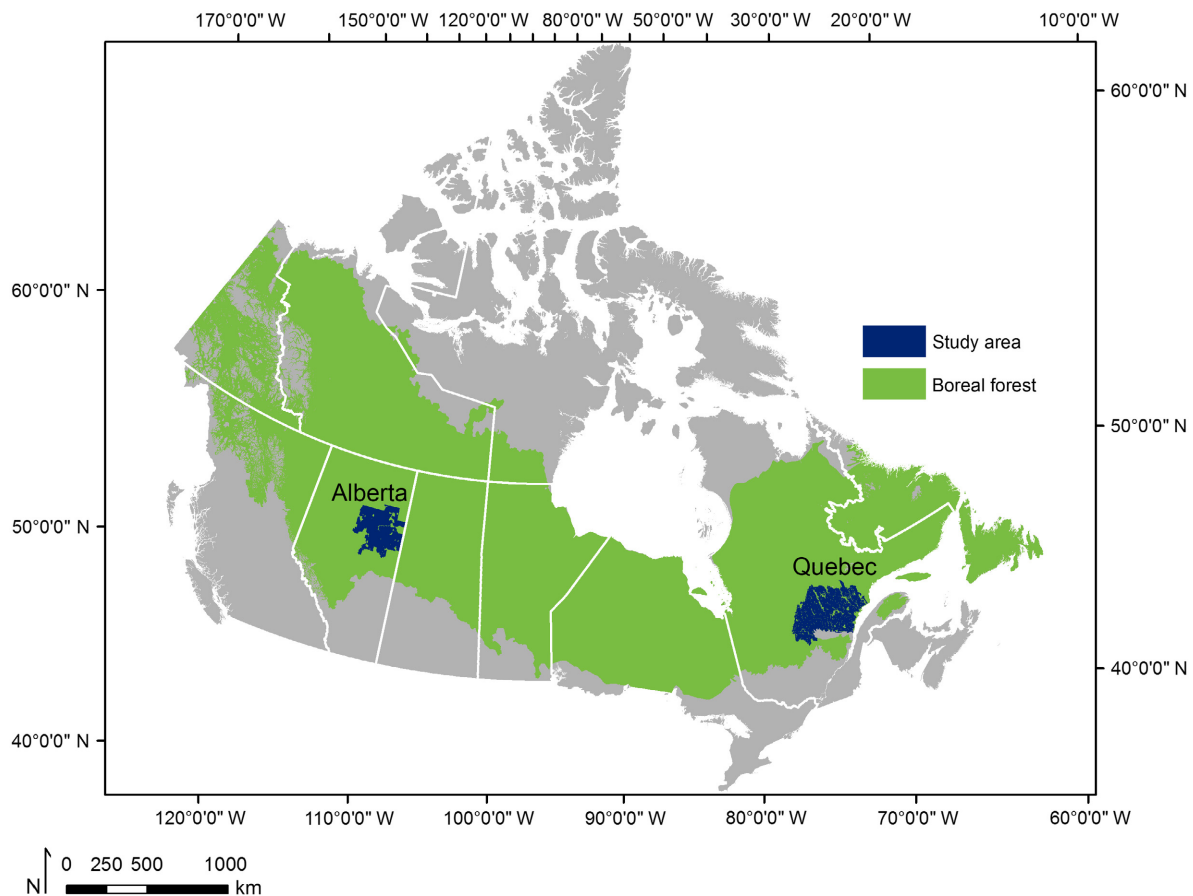 170°0'0" W 150°0'0" W 120°0'0" W 80°0'0" W 50°0'0" W 30°0'0" W 20°0'0" W 10°0'0" W
60°0'0" N
60°0'0" N
Study area
Boreal forest
50°0'0" N
Alberta
50°0'0" N
Quebec
40°0'0" N
40°0'0" N
120°0'0" W 110°0'0" W 100°0'0" W 90°0'0" W 80°0'0" W 70°0'0" W 60°0'0" W
0 250 500 1000
N km